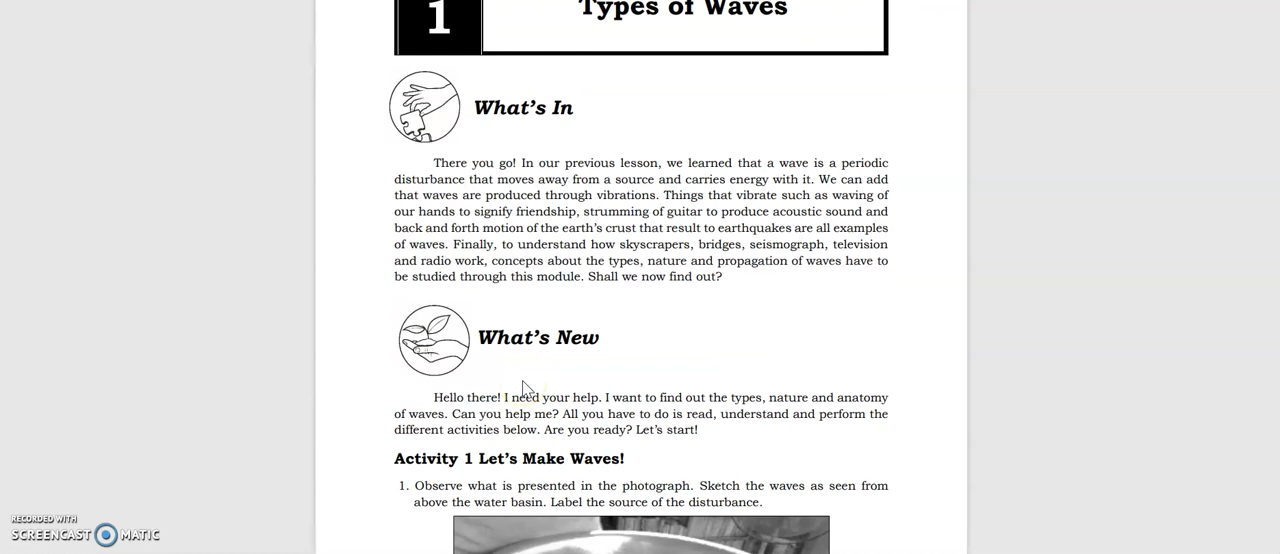 1
Types of Waves
What's In
There you go! In our previous lesson, we learned that a wave is a periodic
disturbance that moves away from a source and carries energy with it. We can add
that waves are produced through vibrations. Things that vibrate such as waving of
our hands to signify friendship, strumming of guitar to produce acoustic sound and
back and forth motion of the earth's crust that result to earthquakes are all examples
of waves. Finally, to understand how skyscrapers, bridges, seismograph, television
and radio work, concepts about the types, nature and propagation of waves have to
be studied through this module. Shall we now find out?
What's New
Hello there! I need your help. I want to find out the types, nature and anatomy
of waves. Can you help me? All you have to do is read, understand and perform the
different activities below. Are you ready? Let's start!
Activity 1 Let's Make Waves!
1. Observe what is presented in the photograph. Sketch the waves as seen from
above the water basin. Label the source of the disturbance.
RECORDED WITH
SCREENCAST MATIC